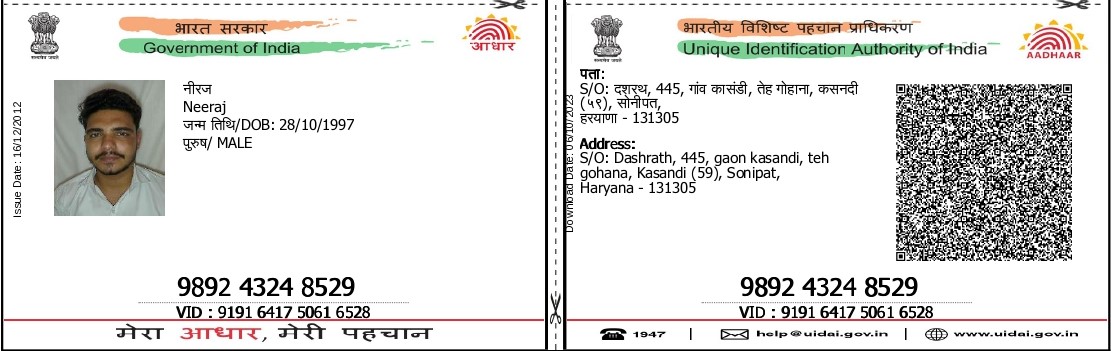 भारत सरकार
Government of India
आधार
सत्यमेव जयते
Issue Date: 16/12/2012
नीरज
Neeraj
जन्म तिथि/DOB: 28/10/1997
पुरुष/ MALE
9892 4324 8529
VID : 9191 6417 5061 6528
मेरा आधार, मेरी पहचान
भारतीय विशिष्ट पहचान प्राधिकरण
Unique Identification Authority of India
AADHAAR
सत्यमेव जयते
Download Date: 06/10/2023
पता:
S/O: दशरथ, 445, गांव कासंडी, तेह गोहाना, कसनदी
(५९), सोनीपत,
हरयाणा - 131305
Address:
S/O: Dashrath, 445, gaon kasandi, teh
gohana, Kasandi (59), Sonipat,
Haryana - 131305
9892 4324 8529
VID : 9191 6417 5061 6528
1947 | help@uidai.gov.in | www.uidai.gov.in